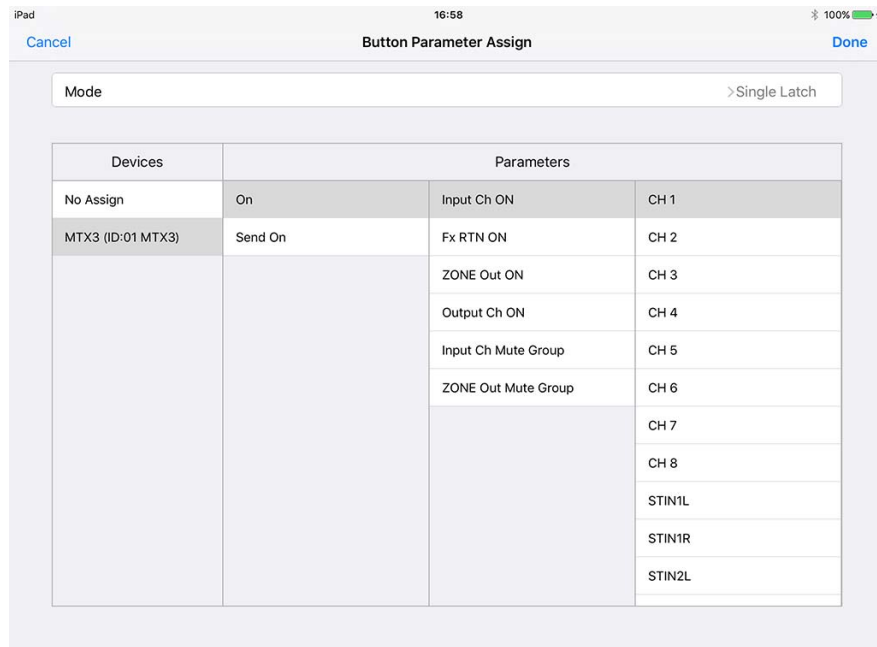 iPad 16:58 100%
Cancel Button Parameter Assign Done
Mode >Single Latch
Devices Parameters
No Assign On Input Ch ON CH 1
MTX3 (ID:01 MTX3) Send On Fx RTN ON CH 2
ZONE Out ON CH 3
Output Ch ON CH 4
Input Ch Mute Group CH 5
ZONE Out Mute Group CH 6
CH 7
CH 8
STIN1L
STIN1R
STIN2L